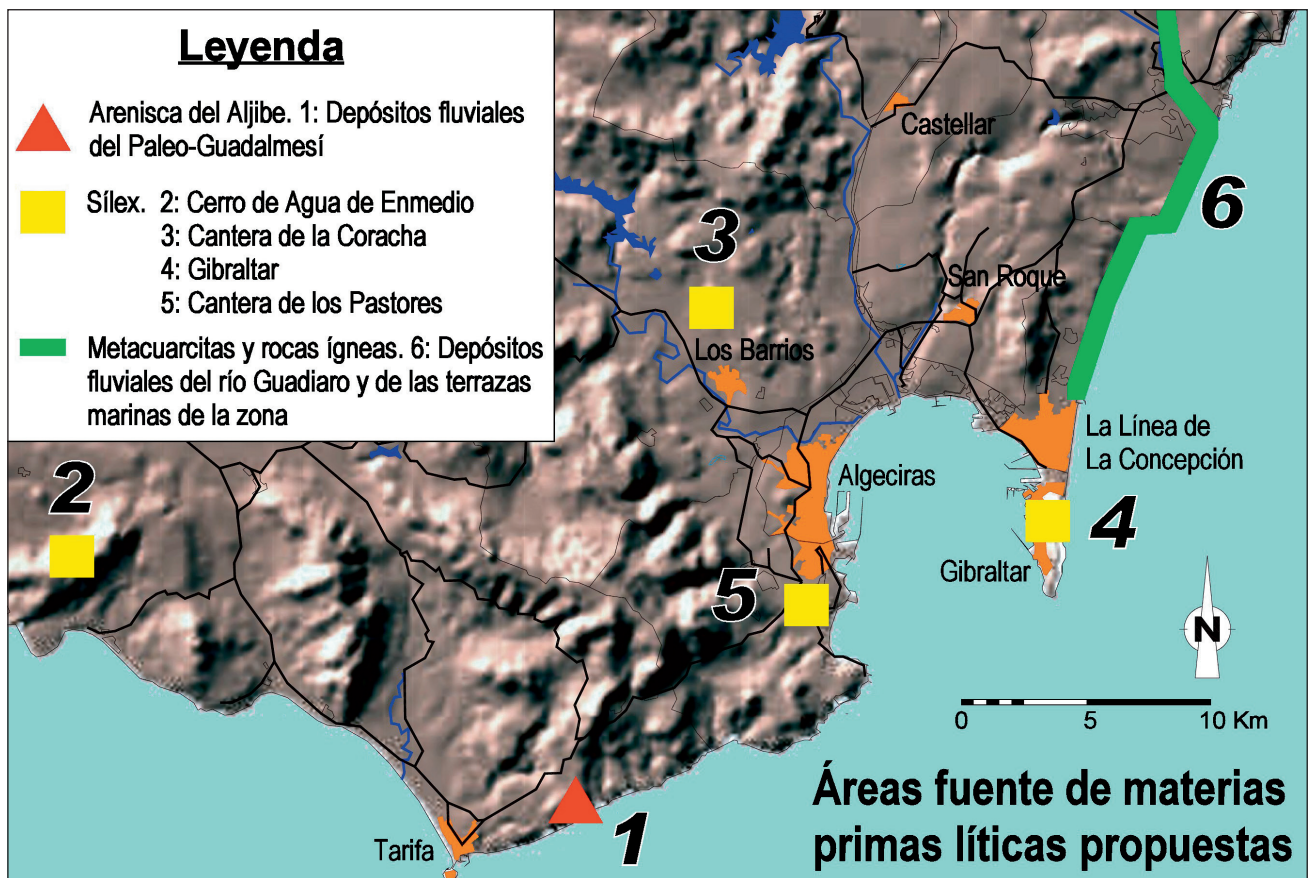 Leyenda
Arenisca del Aljibe. 1: Depósitos fluviales
del Paleo-Guadalmesí
Sílex. 2: Cerro de Agua de Enmedio
3: Cantera de la Coracha
4: Gibraltar
5: Cantera de los Pastores
Metacuarcitas y rocas ígneas. 6: Depósitos
fluviales del río Guadiaro y de las terrazas
marinas de la zona
Castellar
6
3
San Roque
Los Barrios
La Línea de
La Concepción
2
Algeciras
4
Gibraltar
5
N
0 5 10 Km
Áreas fuente de materias
primas líticas propuestas
1
Tarifa